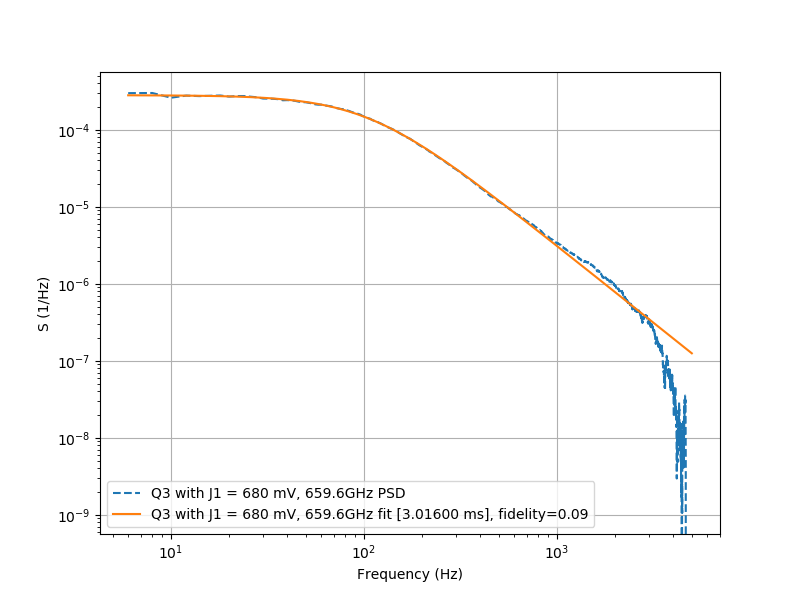 10⁻⁴
10⁻⁵
10⁻⁶
10⁻⁷
10⁻⁸
10⁻⁹
S (1/Hz)
Q3 with J1 = 680 mV, 659.6GHz PSD
Q3 with J1 = 680 mV, 659.6GHz fit [3.01600 ms], fidelity=0.09
10¹ 10² 10³
Frequency (Hz)